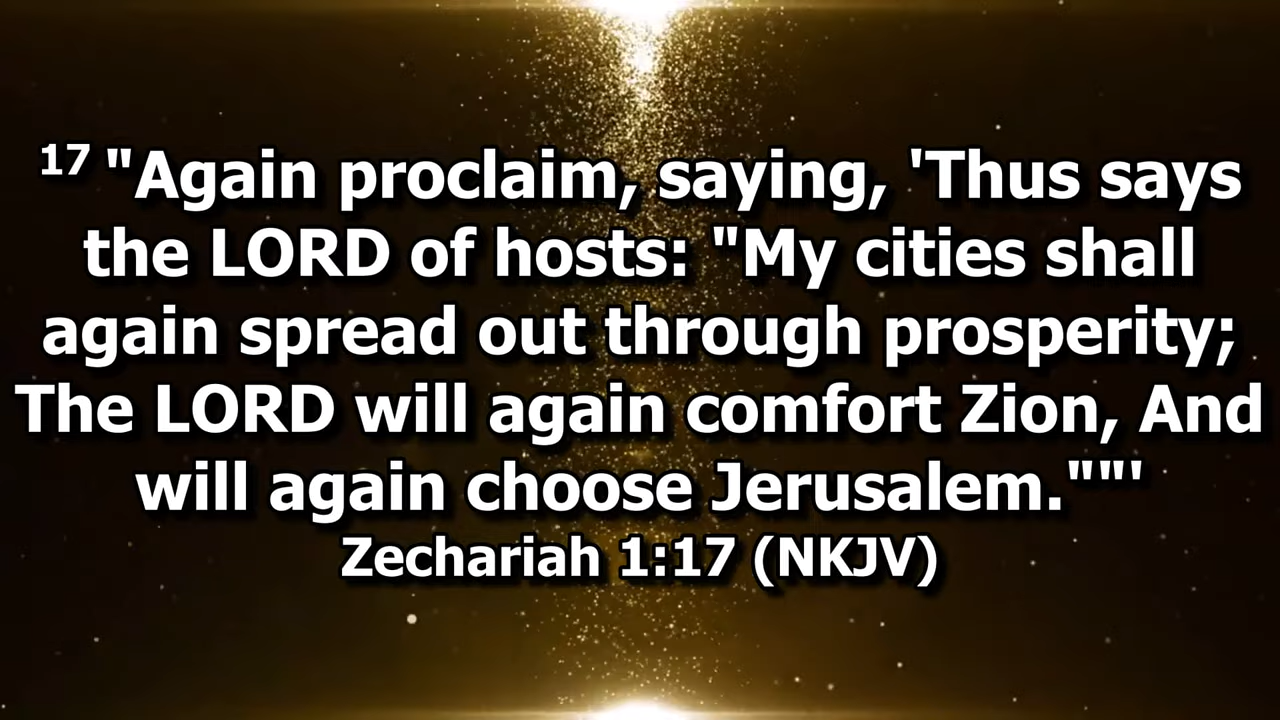 17 "Again proclaim, saying, 'Thus says
the LORD of hosts: "My cities shall
again spread out through prosperity;
The LORD will again comfort Zion, And
will again choose Jerusalem.""'
Zechariah 1:17 (NKJV)